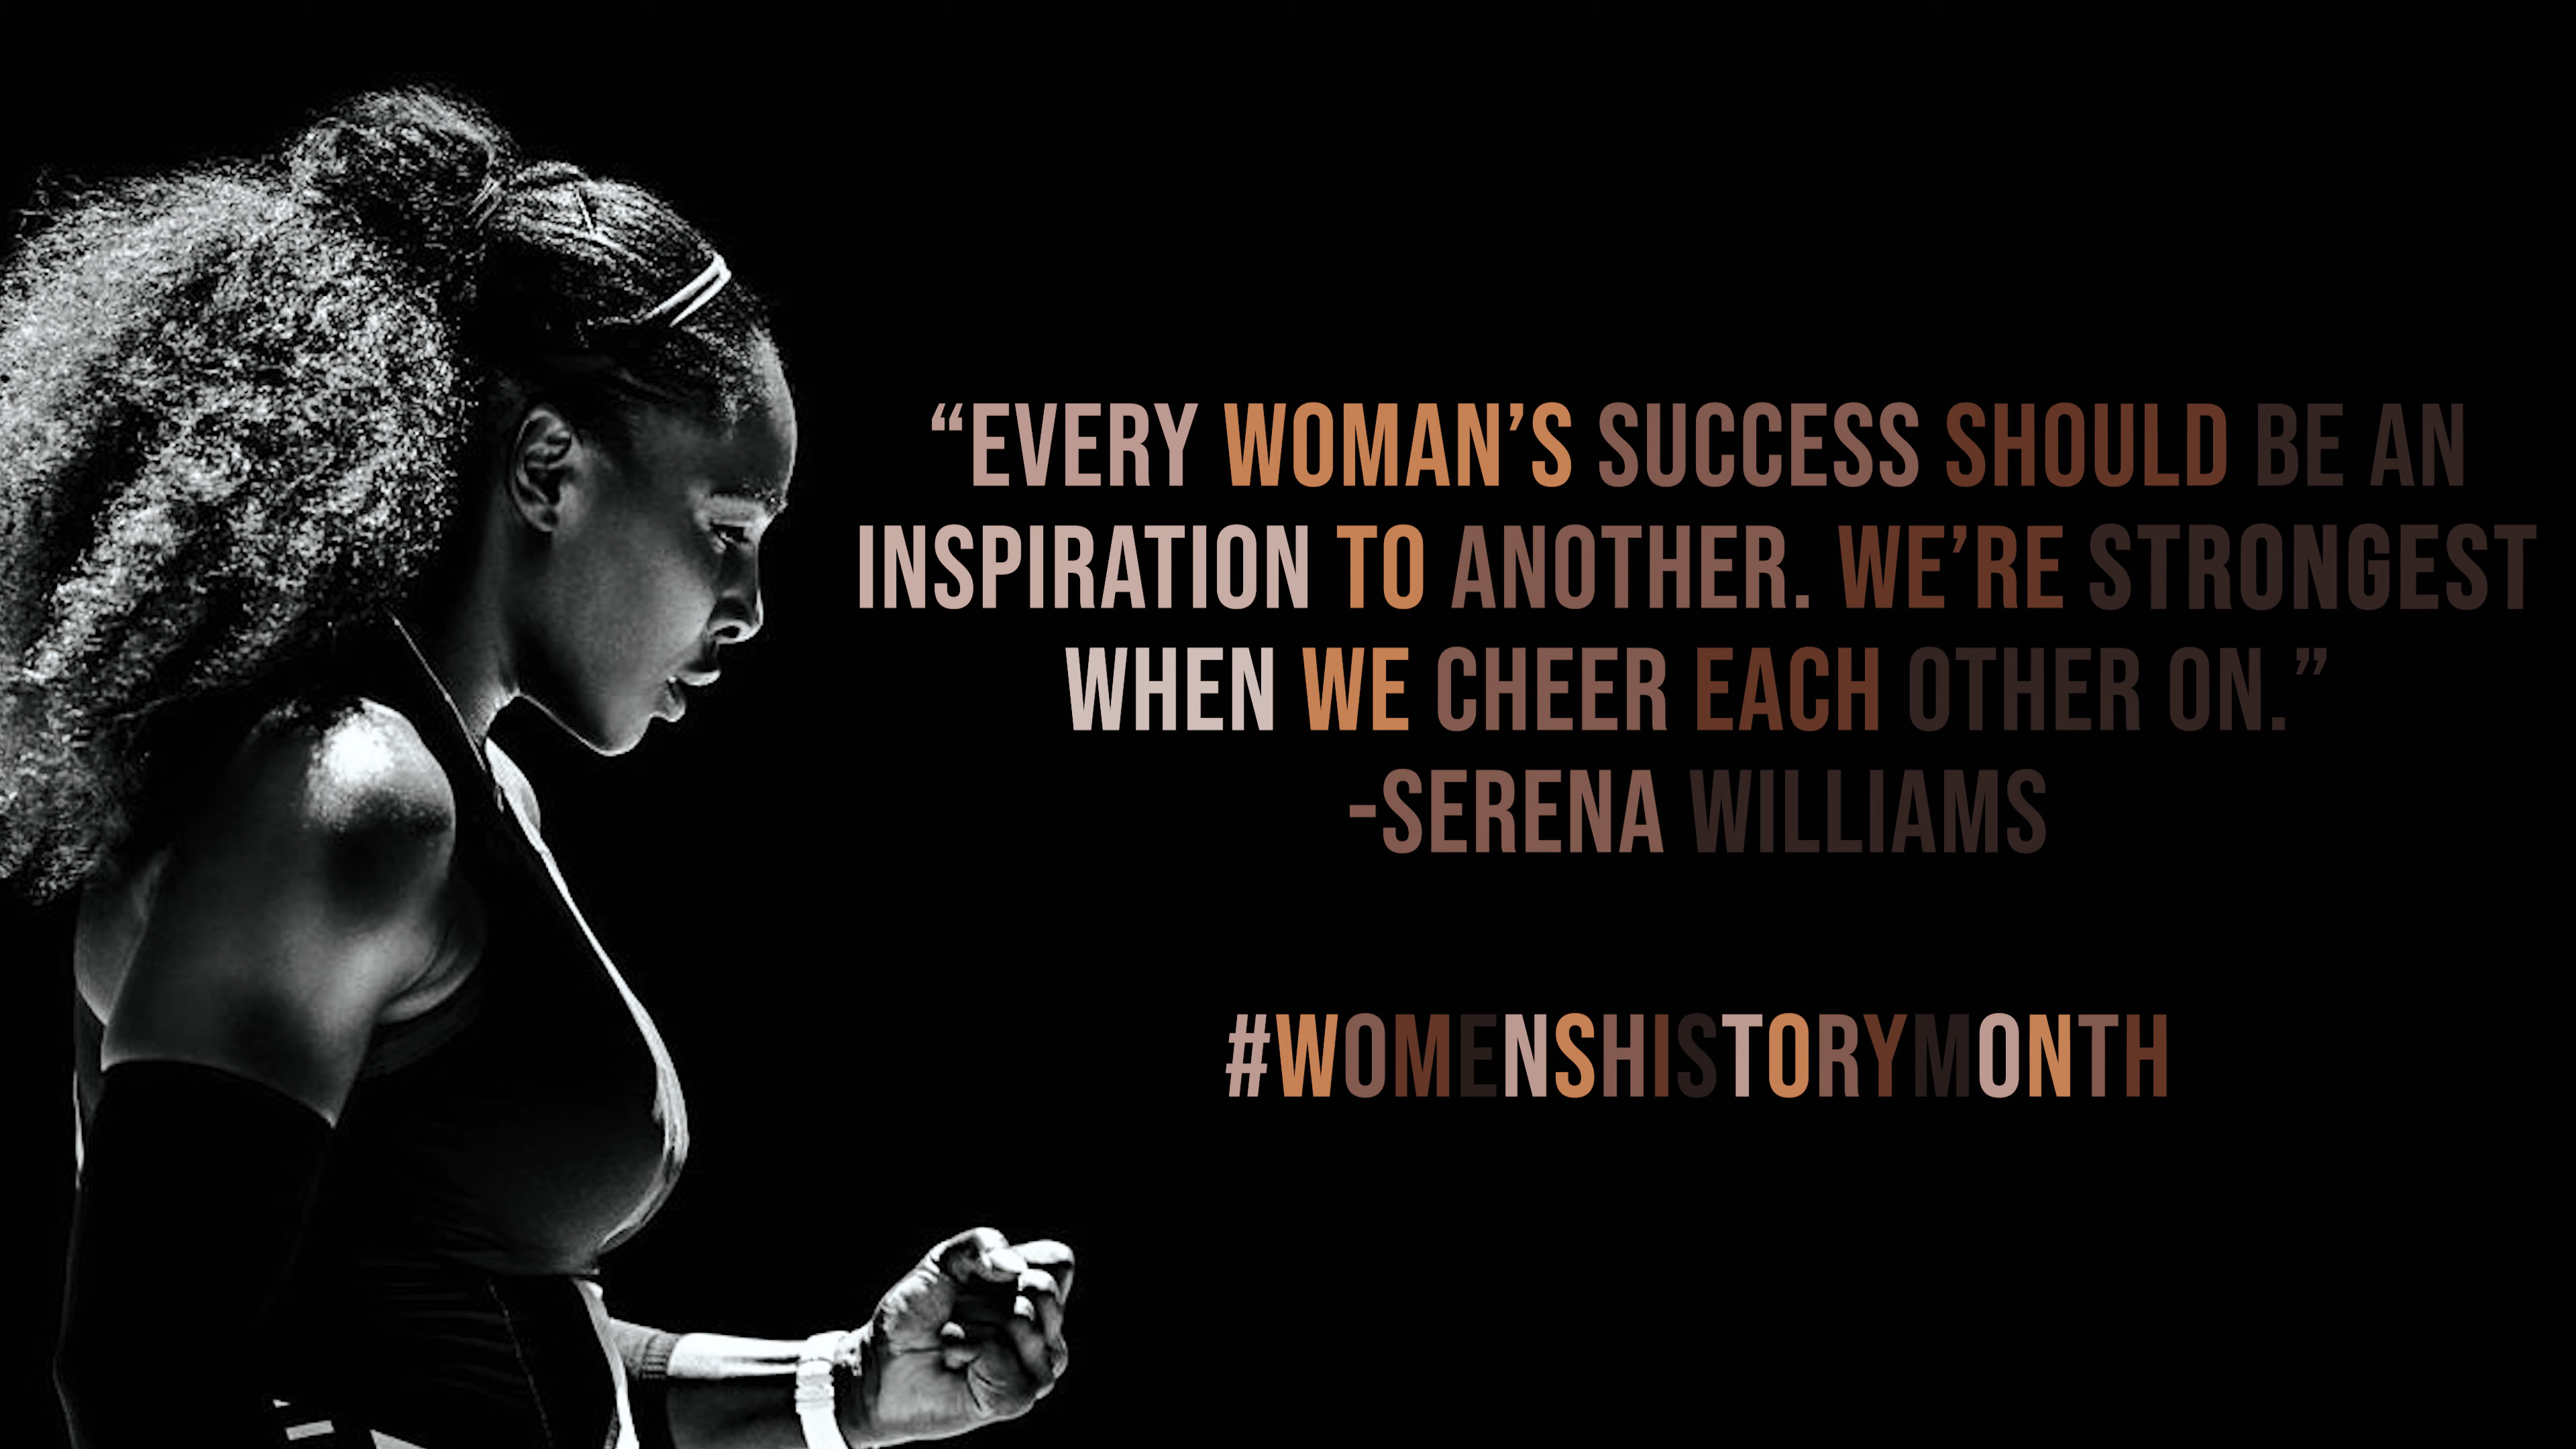 “EVERY WOMAN’S SUCCESS SHOULD BE AN
INSPIRATION TO ANOTHER. WE’RE STRONGEST
WHEN WE CHEER EACH OTHER ON.”
-SERENA WILLIAMS
#WOMENSHISTORYMONTH